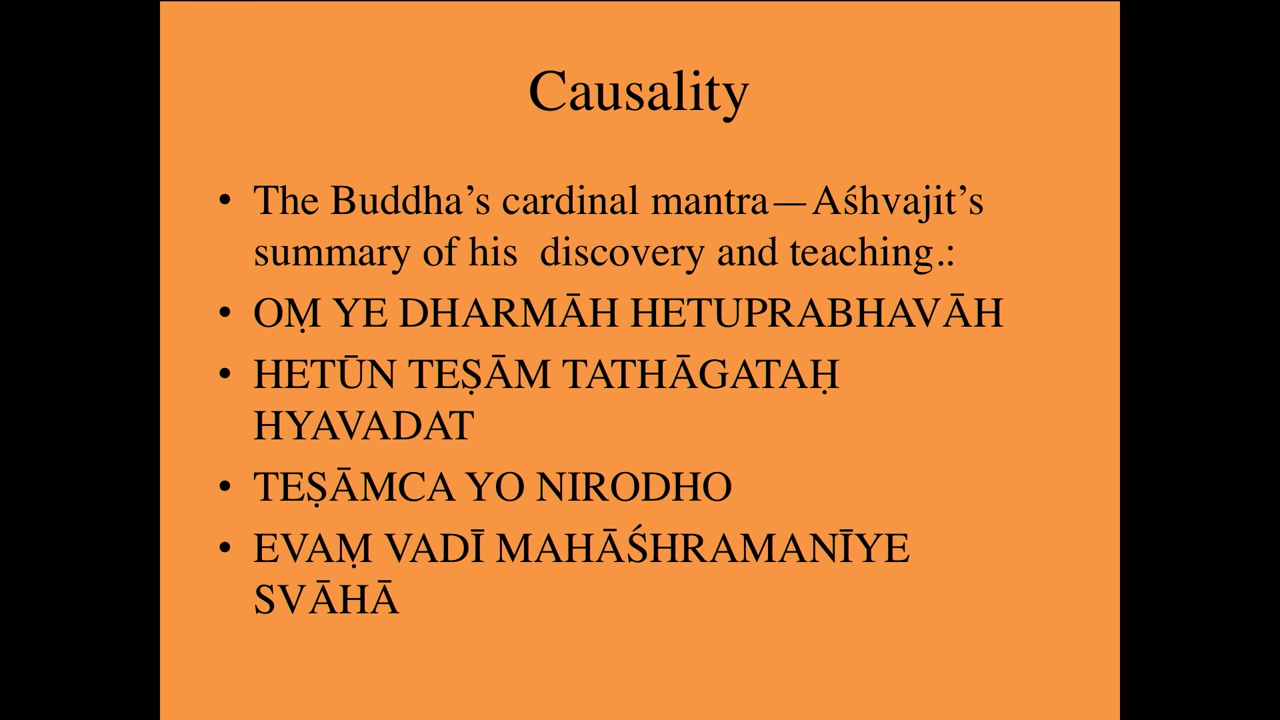 Causality
• The Buddha’s cardinal mantra—Aśhvajit’s
summary of his  discovery and teaching.:
• OṂ YE DHARMĀH HETUPRABHAVĀH
• HETŪN TEṢĀM TATHĀGATAḤ
HYAVADAT
• TEṢĀMCA YO NIRODHO
• EVAṂ VADĪ MAHĀŚHRAMANĪYE
SVĀHĀ